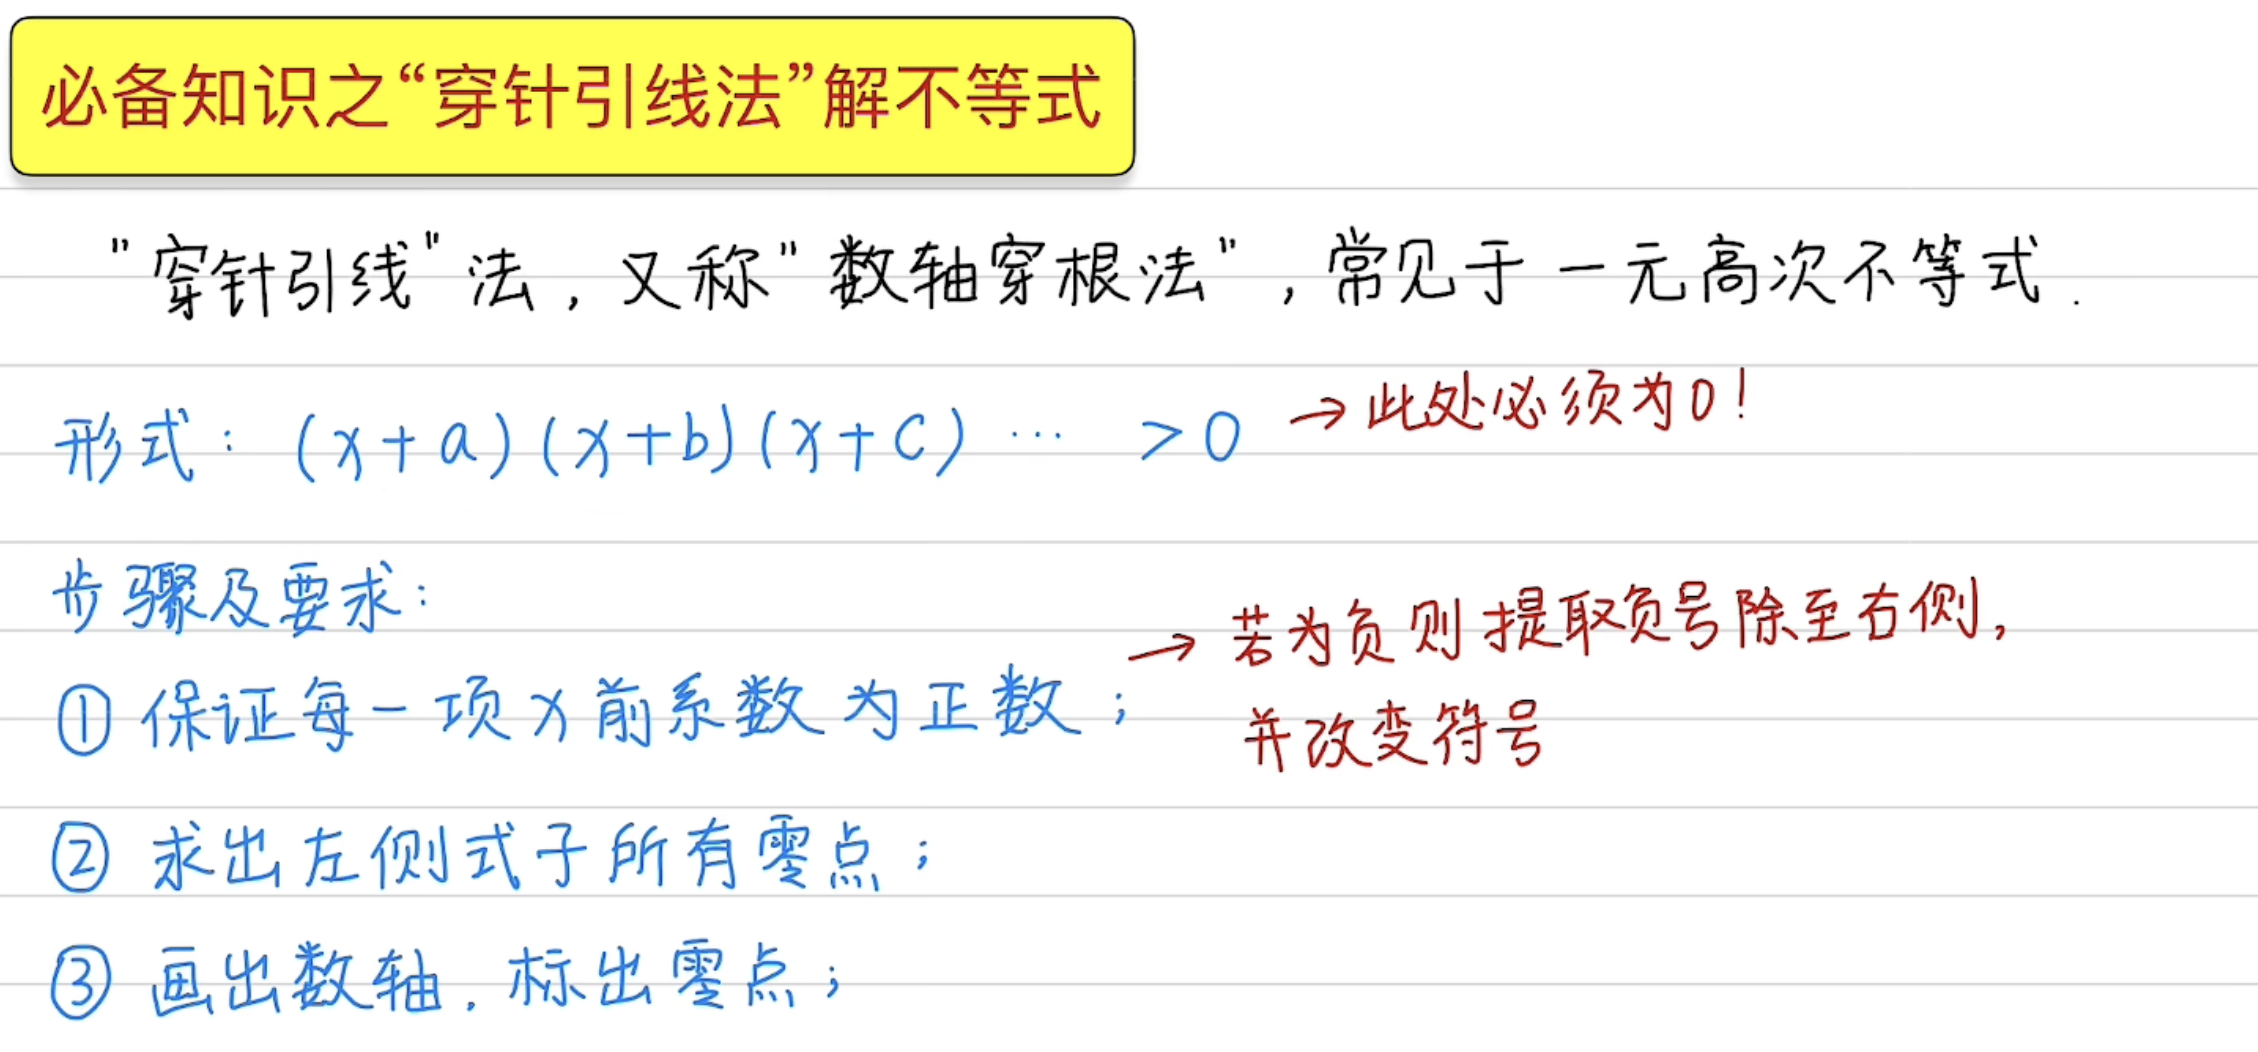 必备知识之“穿针引线法”解不等式
"穿针引线"法，又称"数轴穿根法"，常见于一元高次不等式．
形式：(x+a)(x+b)(x+c)… >0 →此处必须为0！
步骤及要求：
→若为负则提取负号除至右侧，
①保证每一项x前系数为正数；
并改变符号
②求出左侧式子所有零点；
③画出数轴．标出零点；